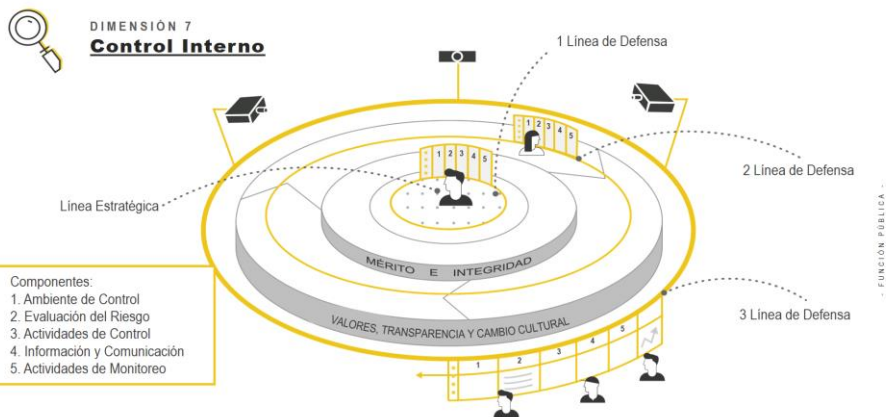 DIMENSIÓN 7
Control Interno
1 Línea de Defensa
1 2 3 4 5
1 2 3 4 5
2 Línea de Defensa
Línea Estratégica
- FUNCIÓN PÚBLICA -
MÉRITO E INTEGRIDAD
Componentes:
1. Ambiente de Control
2. Evaluación del Riesgo
3. Actividades de Control
4. Información y Comunicación
5. Actividades de Monitoreo
VALORES, TRANSPARENCIA Y CAMBIO CULTURAL
3 Línea de Defensa
1 2 3 4 5